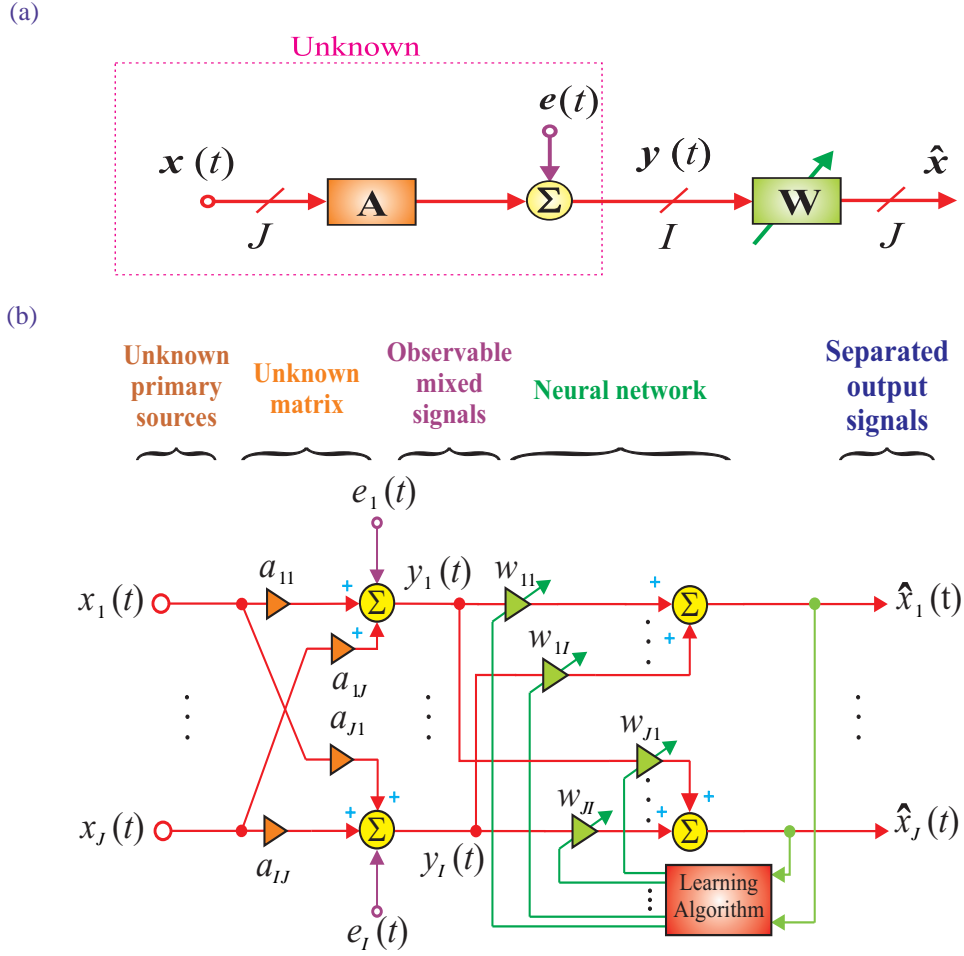 (a)
Unknown
e(t)
x (t)
y (t)
x̂
A
Σ
W
J
I
J
(b)
Unknown primary sources
Unknown matrix
Observable mixed signals
Neural network
Separated output signals
e₁(t)
a₁₁
y₁(t)
w₁₁
x₁(t)
+
Σ
+
Σ
x̂₁(t)
+
+
a₁J
w₁I
aJ1
wJ1
+
+
wJI
xJ(t)
+
Σ
+
Σ
x̂J(t)
aIJ
yI(t)
Learning
Algorithm
eI(t)